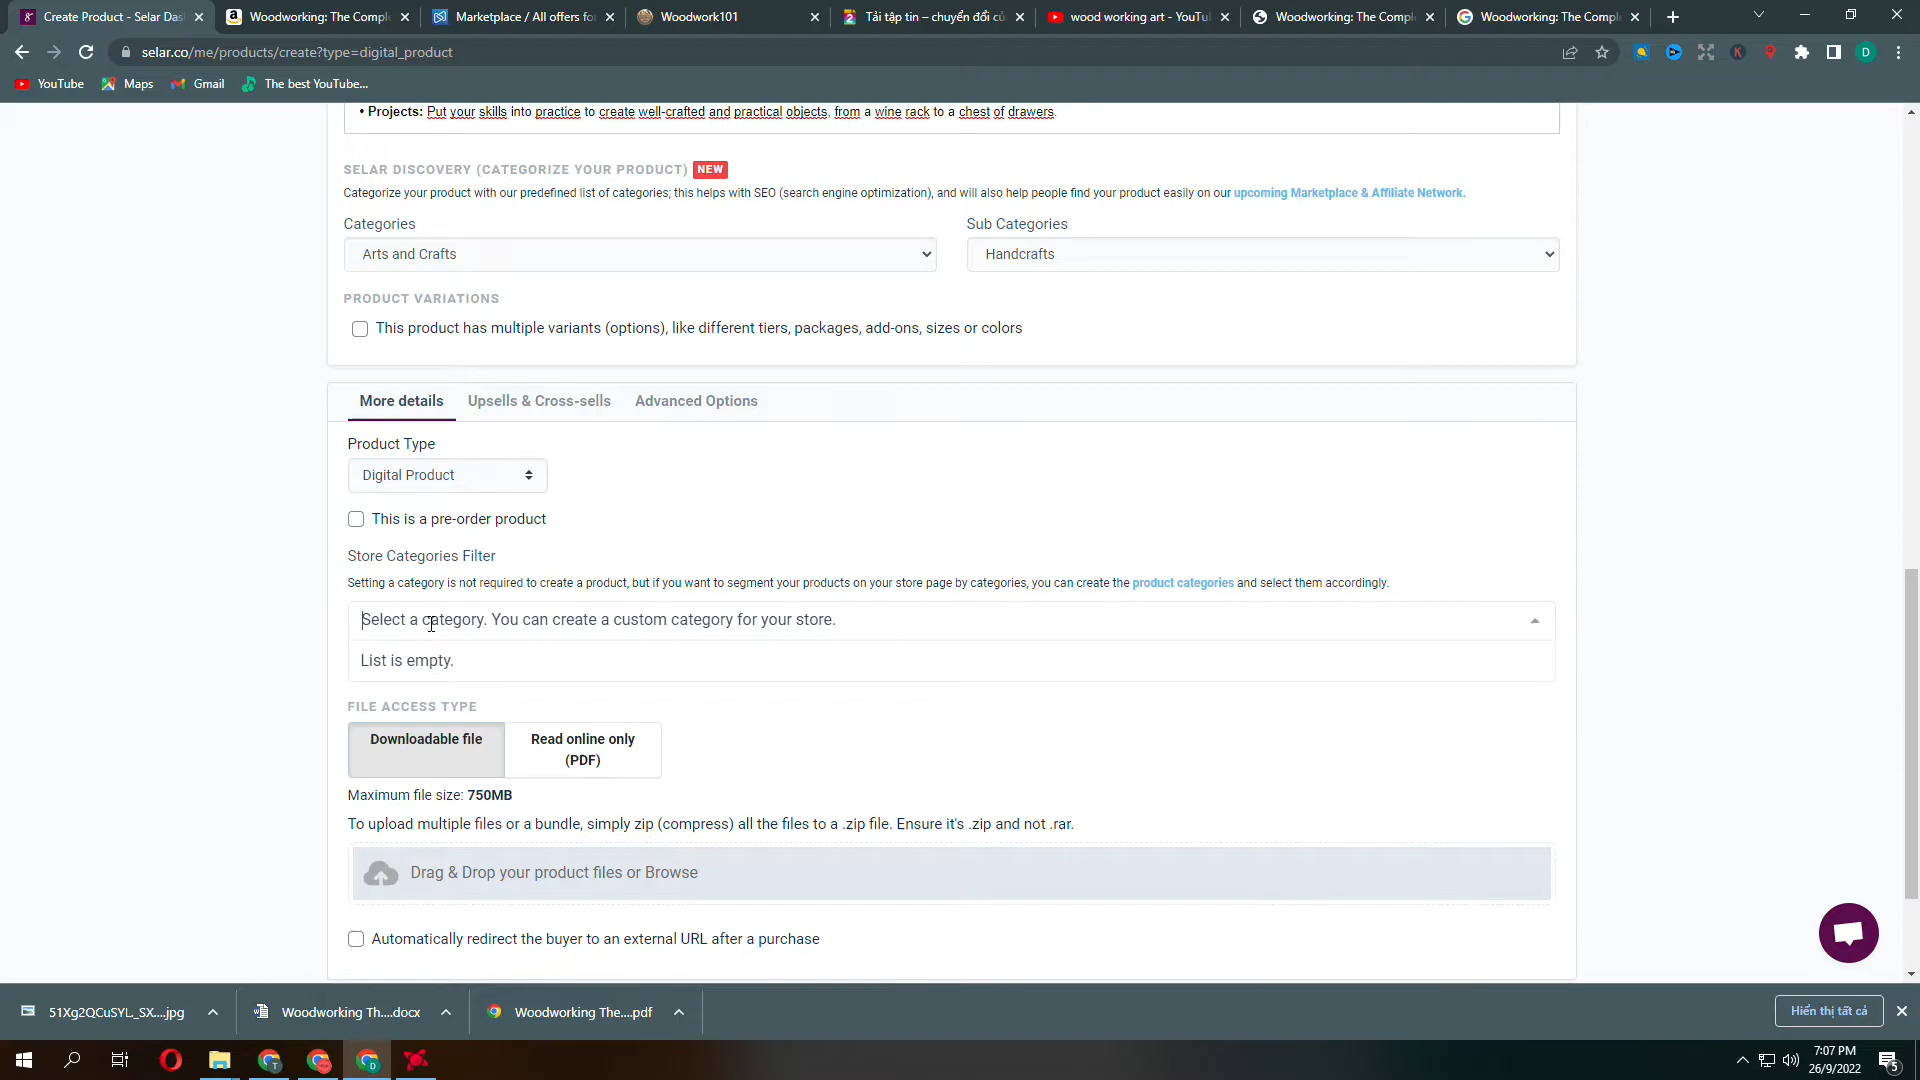 Create Product - Selar Das
Woodworking: The Comple
Marketplace / All offers fo
Woodwork101
Tải tập tin – chuyển đổi củ
wood working art - YouTu
Woodworking: The Comple
Woodworking: The Comple
selar.co/me/products/create?type=digital_product
D
YouTube
Maps
Gmail
The best YouTube...
• Projects: Put your skills into practice to create well-crafted and practical objects, from a wine rack to a chest of drawers.
SELAR DISCOVERY (CATEGORIZE YOUR PRODUCT) NEW
Categorize your product with our predefined list of categories; this helps with SEO (search engine optimization), and will also help people find your product easily on our upcoming Marketplace & Affiliate Network.
Categories
Sub Categories
Arts and Crafts
Handcrafts
PRODUCT VARIATIONS
This product has multiple variants (options), like different tiers, packages, add-ons, sizes or colors
More details
Upsells & Cross-sells
Advanced Options
Product Type
Digital Product
This is a pre-order product
Store Categories Filter
Setting a category is not required to create a product, but if you want to segment your products on your store page by categories, you can create the product categories and select them accordingly.
Select a category. You can create a custom category for your store.
List is empty.
FILE ACCESS TYPE
Downloadable file
Read online only
(PDF)
Maximum file size: 750MB
To upload multiple files or a bundle, simply zip (compress) all the files to a .zip file. Ensure it's .zip and not .rar.
Drag & Drop your product files or Browse
Automatically redirect the buyer to an external URL after a purchase
51Xg2QCuSYL._SX....jpg
Woodworking Th....docx
Woodworking The....pdf
Hiển thị tất cả
7:07 PM
26/9/2022
5